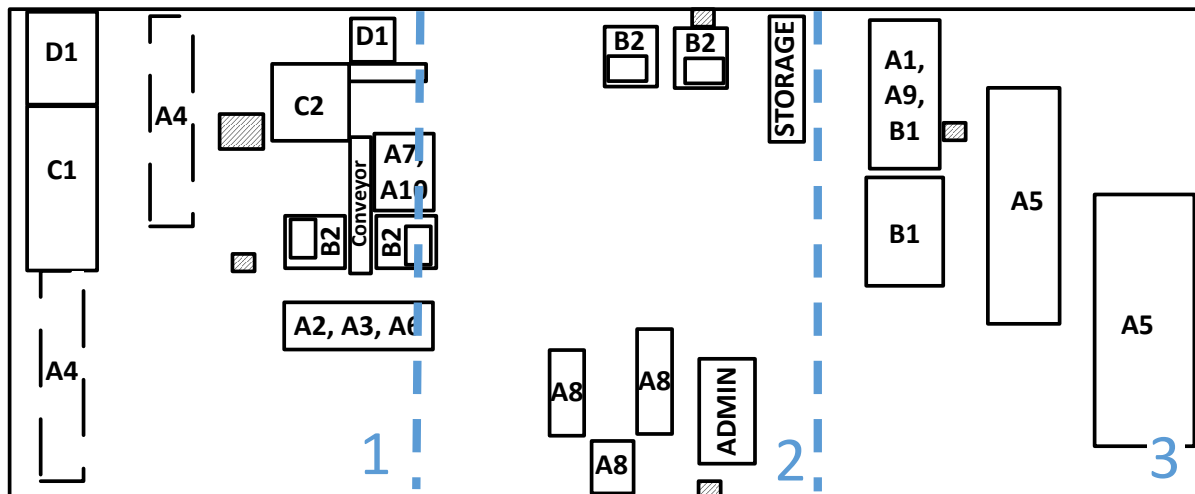 D1
C1
A4
A4
D1
C2
A7,
A10
Conveyor
B2
B2
A2, A3, A6
1
B2
B2
STORAGE
A8
A8
A8
ADMIN
2
A1,
A9,
B1
B1
A5
A5
3